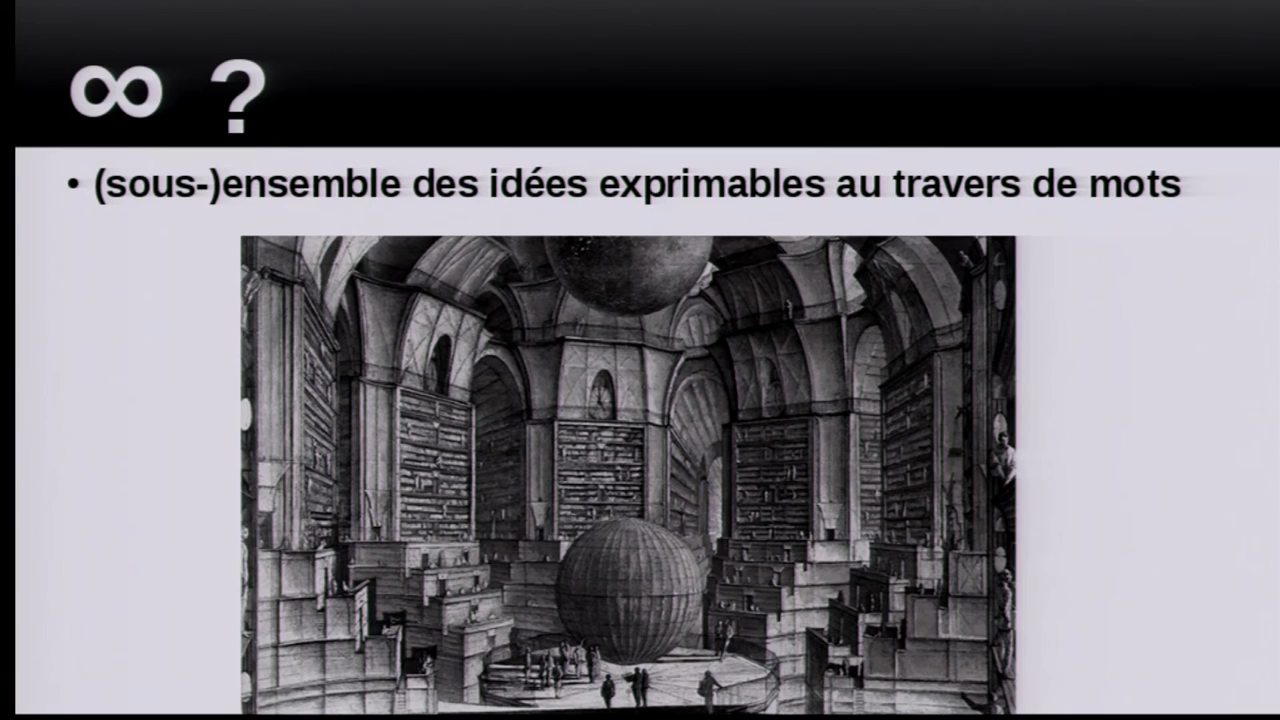 ∞ ?
• (sous-)ensemble des idées exprimables au travers de mots